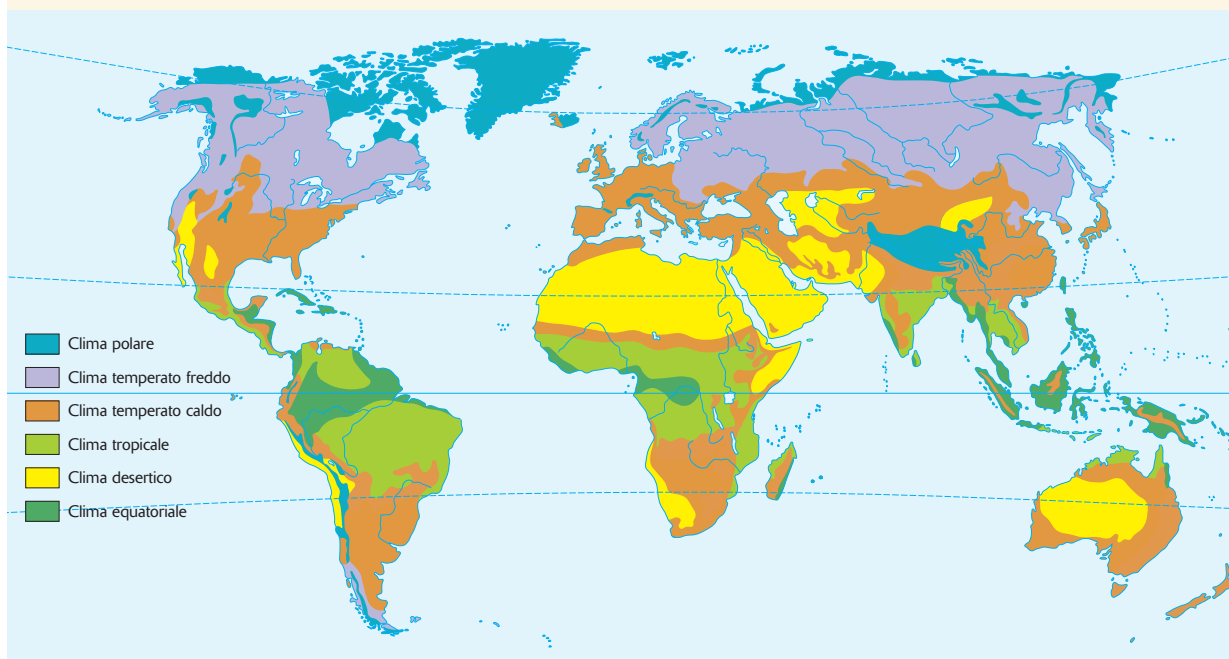 Clima polare
Clima temperato freddo
Clima temperato caldo
Clima tropicale
Clima desertico
Clima equatoriale